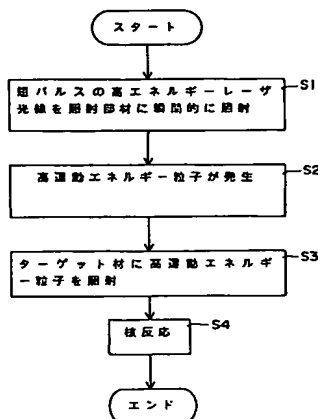 スタート
短パルスの高エネルギーレーザ
光線を照射部材に瞬間的に照射
S1
高運動エネルギー粒子が発生
S2
ターゲット材に高運動エネルギ
ー粒子を照射
S3
核反応
S4
エンド